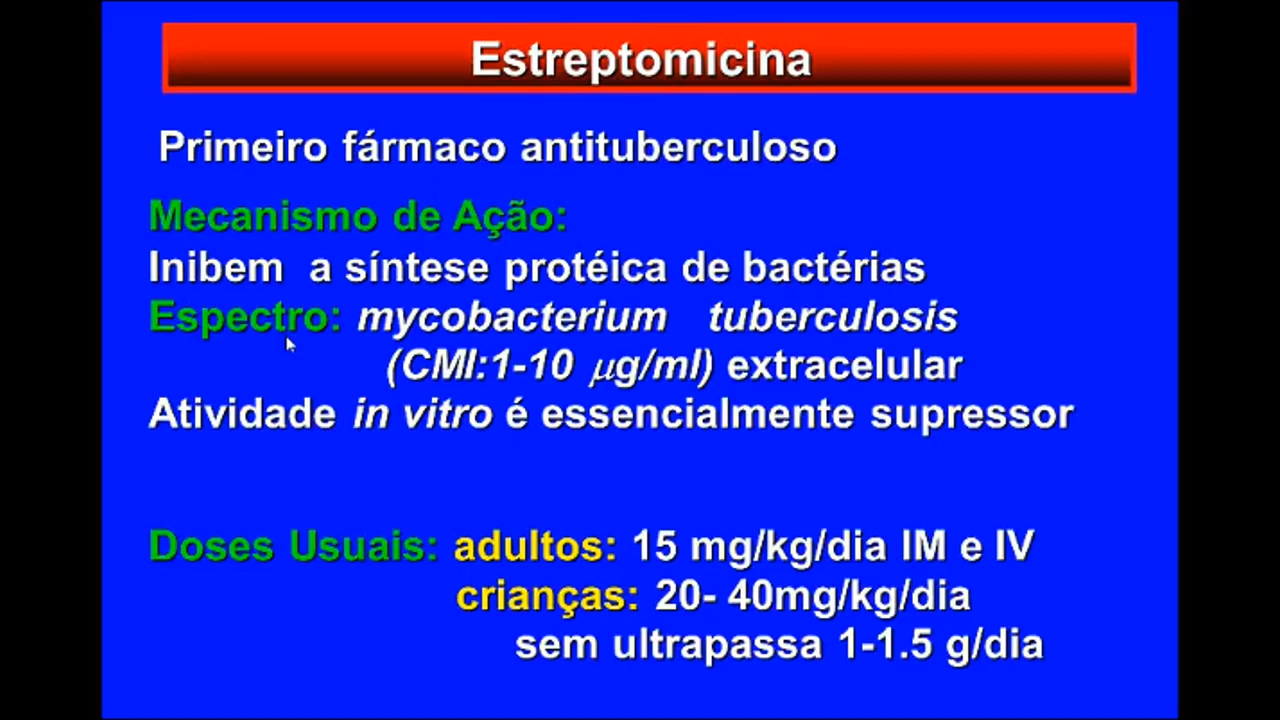 Estreptomicina
Primeiro fármaco antituberculoso
Mecanismo de Ação:
Inibem a síntese protéica de bactérias
Espectro: mycobacterium tuberculosis
(CMI:1-10 μg/ml) extracelular
Atividade in vitro é essencialmente supressor
Doses Usuais: adultos: 15 mg/kg/dia IM e IV
crianças: 20- 40mg/kg/dia
sem ultrapassa 1-1.5 g/dia